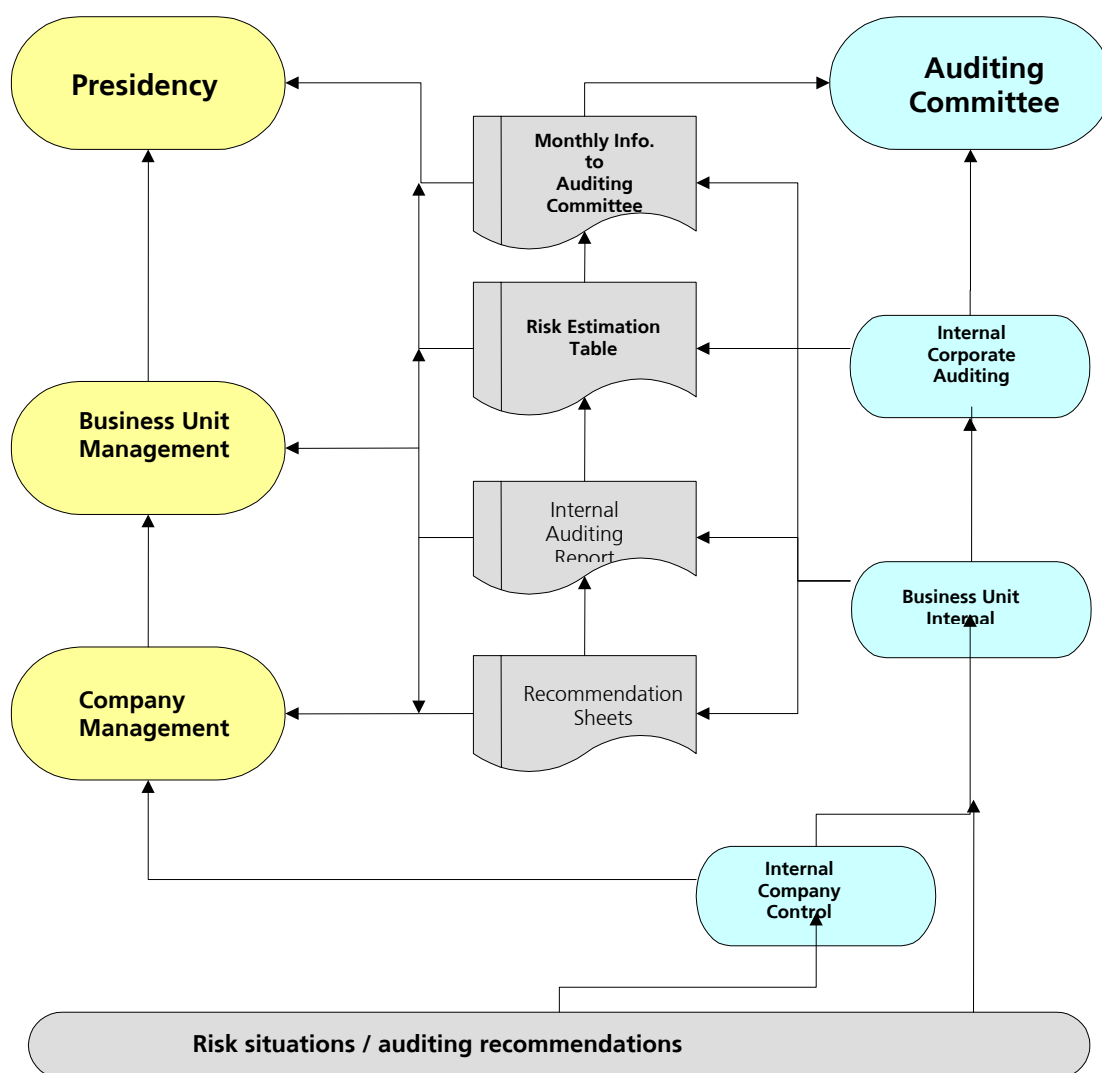 Presidency
Auditing
Committee
Monthly Info.
to
Auditing
Committee
Risk Estimation
Table
Internal
Corporate
Auditing
Business Unit
Management
Internal
Auditing
Report
Business Unit
Internal
Company
Management
Recommendation
Sheets
Internal
Company
Control
Risk situations / auditing recommendations